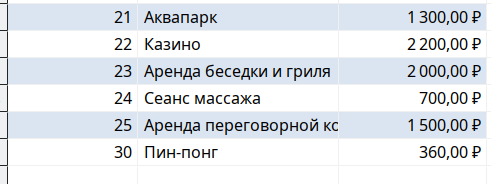 21 Аквапарк 1 300,00 ₽
22 Казино 2 200,00 ₽
23 Аренда беседки и гриля 2 000,00 ₽
24 Сеанс массажа 700,00 ₽
25 Аренда переговорной ко 1 500,00 ₽
30 Пин-понг 360,00 ₽